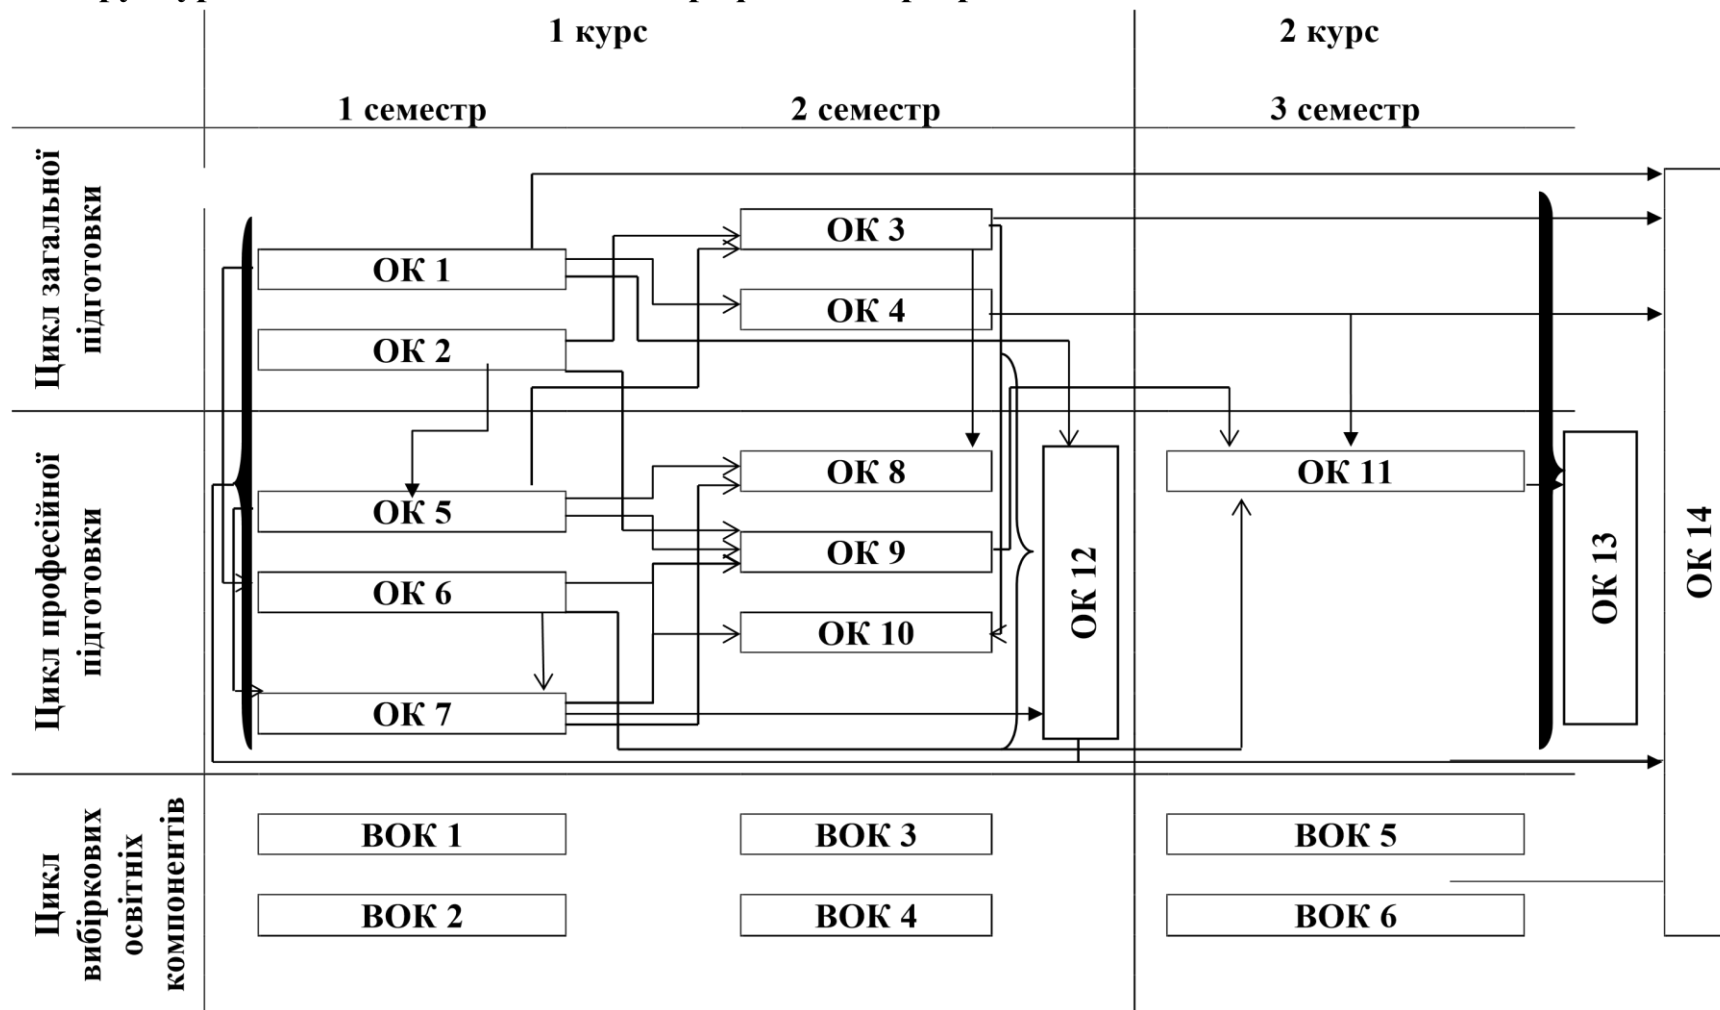 1 курс
2 курс
1 семестр
2 семестр
3 семестр
Цикл загальної
підготовки
ОК 1
ОК 2
ОК 3
ОК 4
Цикл професійної
підготовки
ОК 5
ОК 6
ОК 7
ОК 8
ОК 9
ОК 10
ОК 12
ОК 11
ОК 13
ОК 14
Цикл
вибіркових
освітніх
компонентів
ВОК 1
ВОК 2
ВОК 3
ВОК 4
ВОК 5
ВОК 6